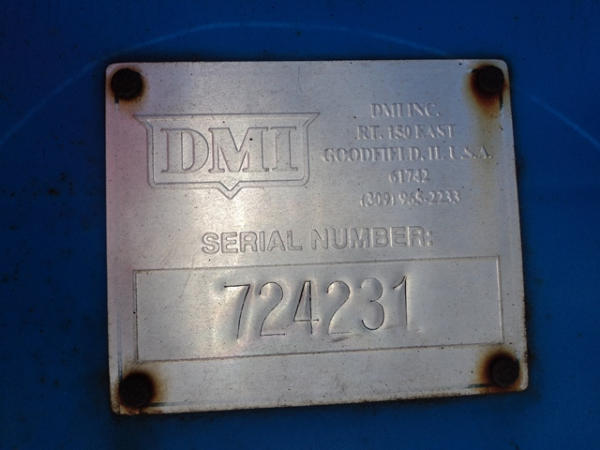 DMI
DMI INC.
RT. 150 EAST
GOODFIELD, IL U.S.A.
61742
(309) 965-2233
SERIAL NUMBER:
724231